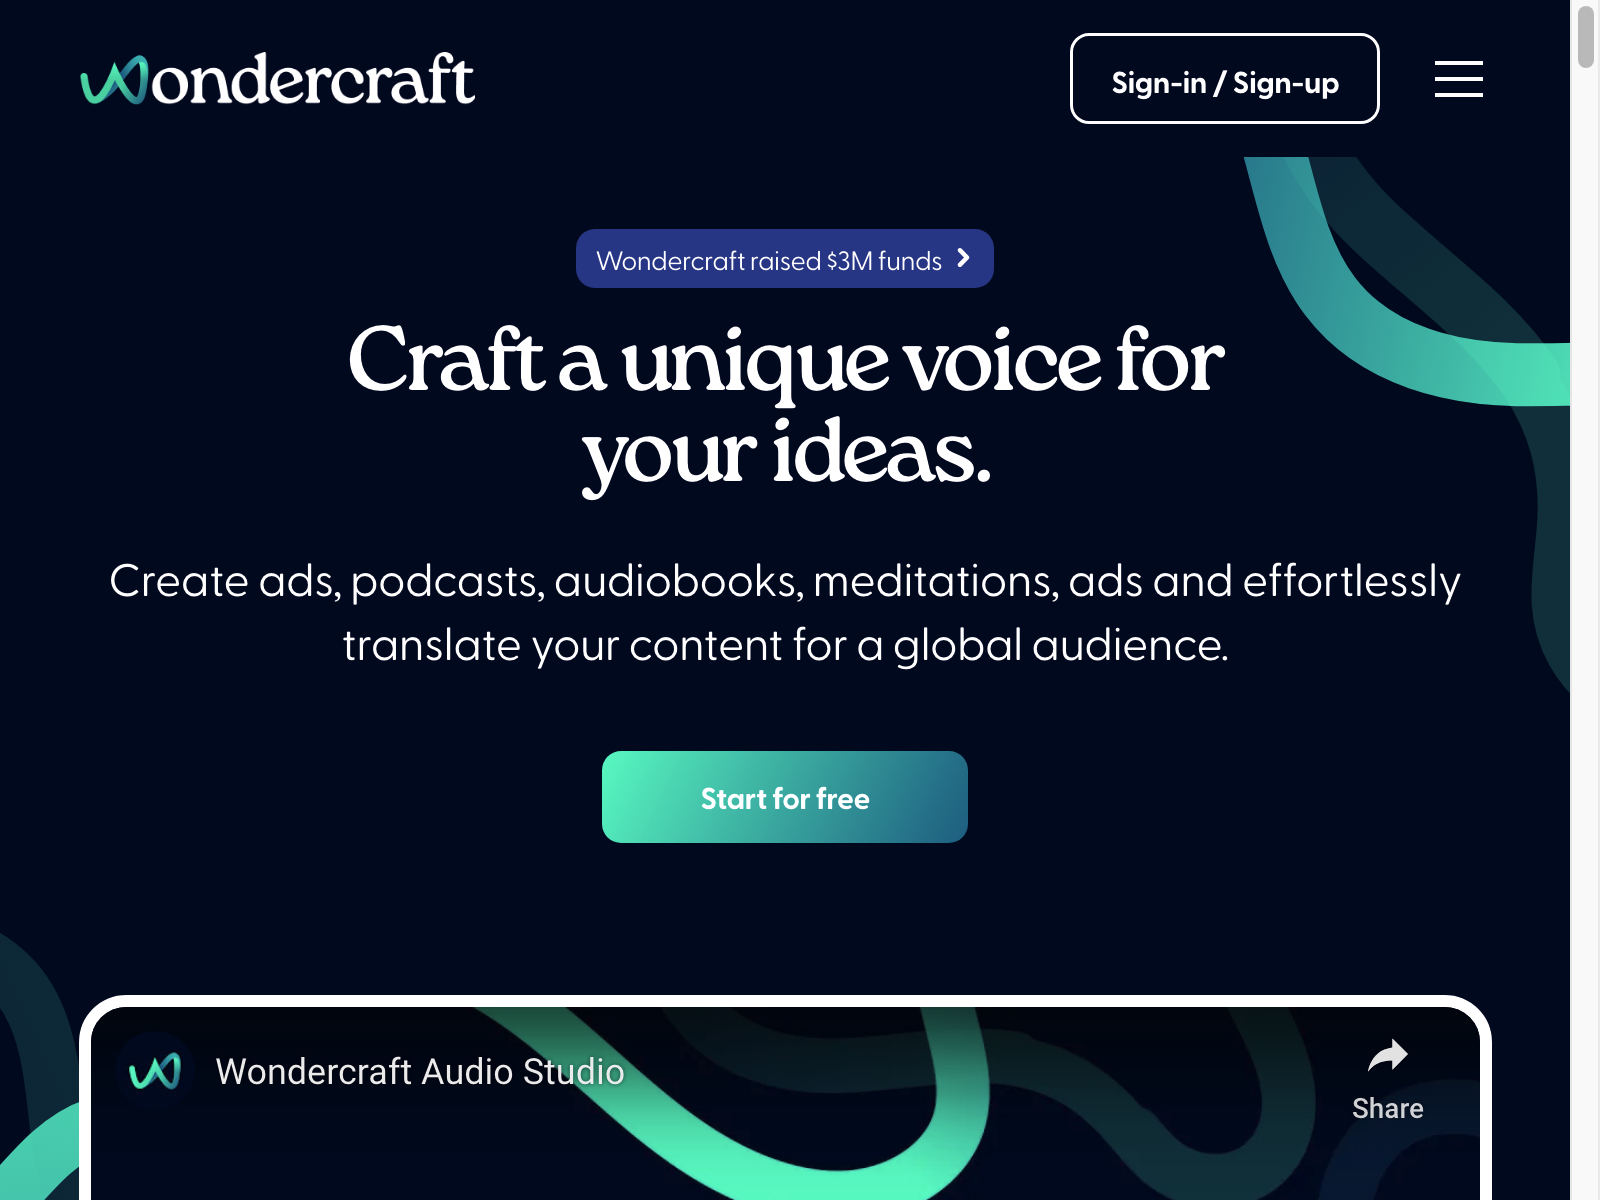 Wondercraft
Sign-in / Sign-up
Wondercraft raised $3M funds
Craft a unique voice for
your ideas.
Create ads, podcasts, audiobooks, meditations, ads and effortlessly
translate your content for a global audience.
Start for free
Wondercraft Audio Studio
Share